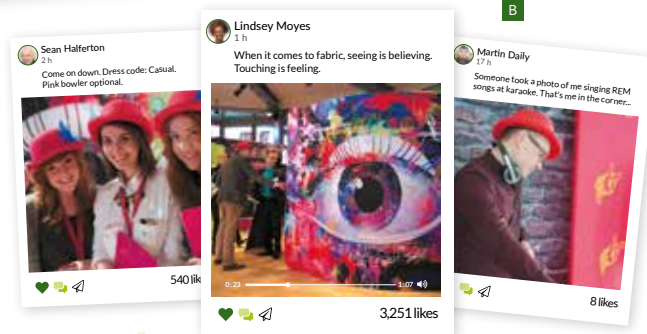 B
Sean Halferton
2 h
Come on down. Dress code: Casual.
Pink bowler optional.
540
Lindsey Moyes
1 h
When it comes to fabric, seeing is believing.
Touching is feeling.
0:23
1:07
3,251 likes
Martin Daily
17 h
Someone took a photo of me singing REM
songs at karaoke. That's me in the corner...
8 likes